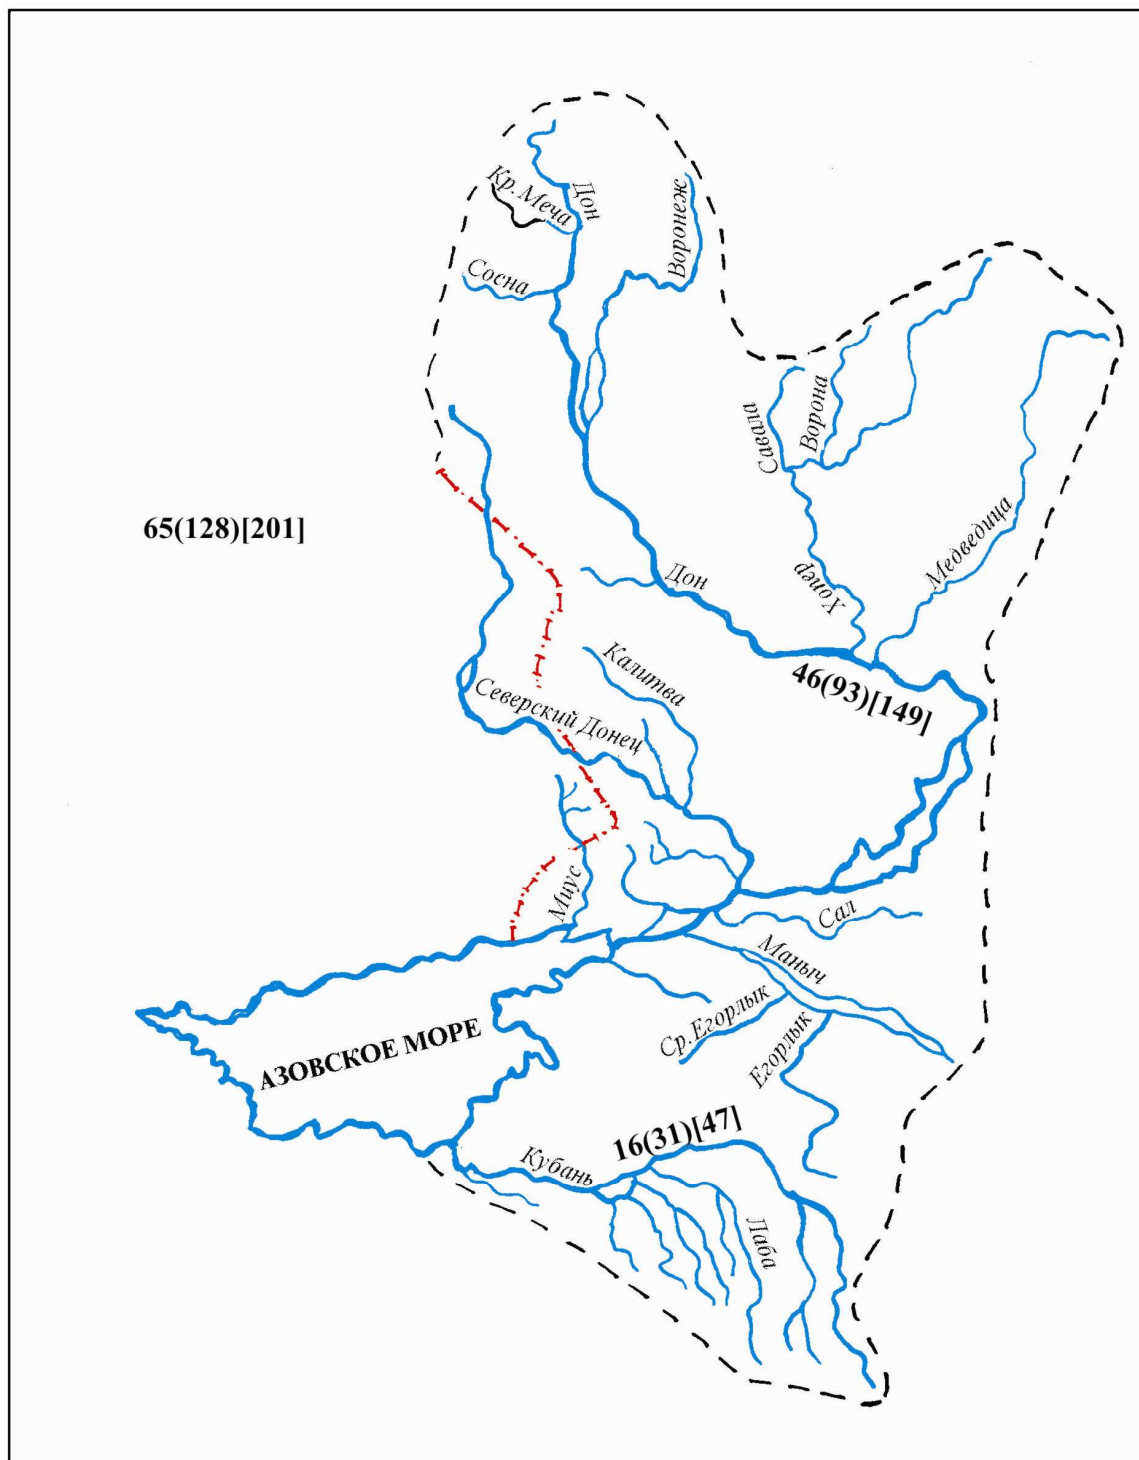 Кр.Меча
Дон
Воронеж
Сосна
Савала
Ворона
65(128)[201]
Медведица
Дон
Хопер
Калитва
46(93)[149]
Северский Донец
Миус
Сал
Маныч
Ср.Егорлык
АЗОВСКОЕ МОРЕ
Егорлык
16(31)[47]
Кубань
Лаба